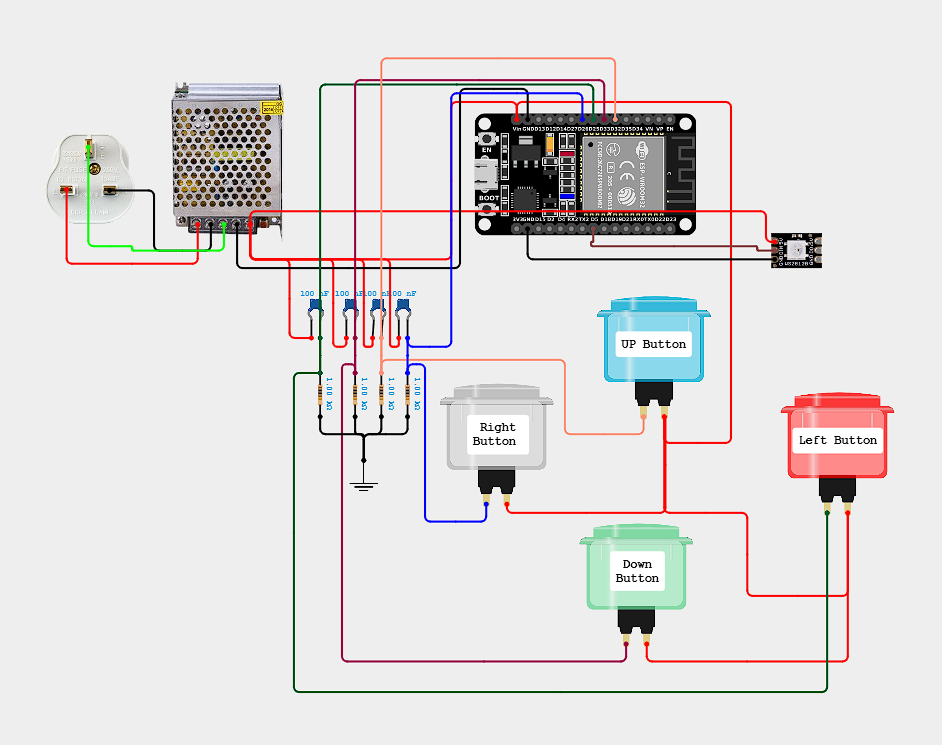 Vin GND D13 D12 D14 D27 D26 D25 D33 D32 D35 D34 VN VP EN
EN
BOOT
WiFi
ESP-WROOM-32
CE
R
3V3 GND D15 D2 D4 RX2 TX2 D5 D18 D19 D21 RX0 TX0 D22 D23
WS2812B
100 nF
100 nF
100 nF
100 nF
1.00 kΩ
1.00 kΩ
1.00 kΩ
1.00 kΩ
UP Button
Right
Button
Left Button
Down
Button